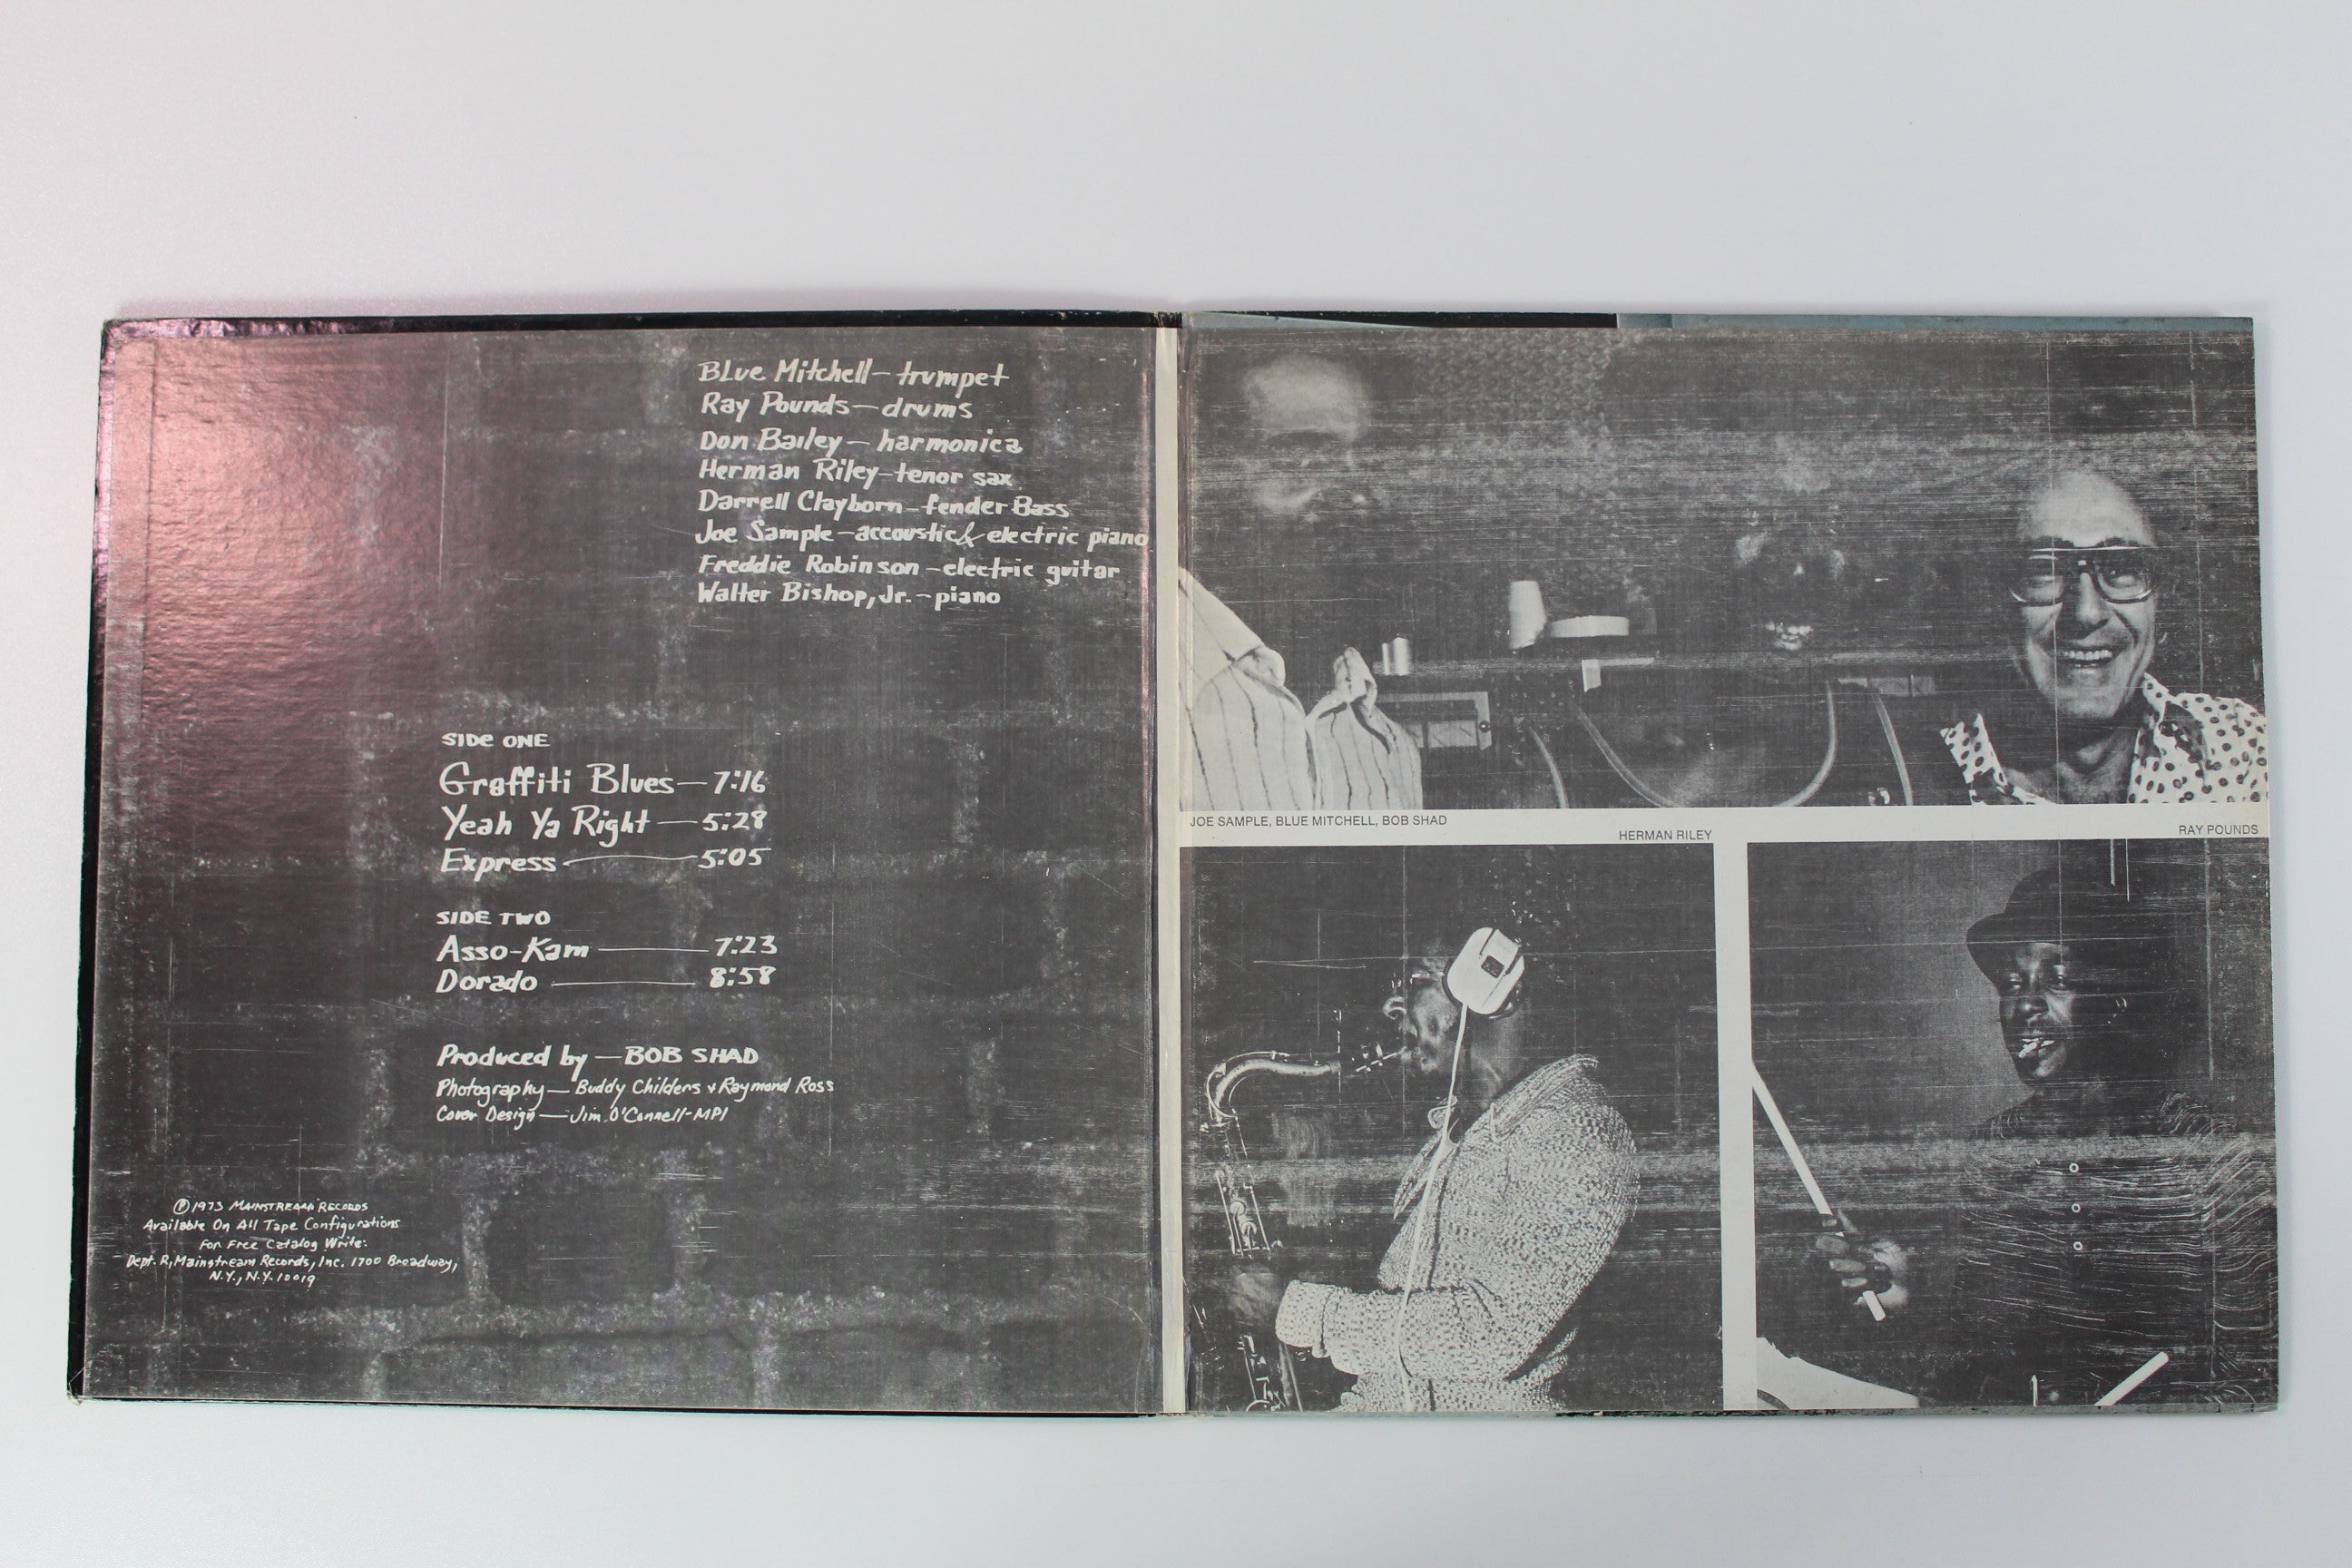 Blue Mitchell—trumpet
Ray Pounds—drums
Don Bailey—harmonica
Herman Riley—tenor sax
Darrell Clayborn—fender Bass
Joe Sample—accoustic & electric piano
Freddie Robinson—electric guitar
Walter Bishop, Jr.—piano
SIDE ONE
Graffiti Blues—7:16
Yeah Ya Right—5:28
Express—5:05
SIDE TWO
Asso-Kam—7:23
Dorado—8:58
Produced by—BOB SHAD
Photography—Buddy Childers & Raymond Ross
Cover Design—Jim O'Connell-MPI
℗ 1973 MAINSTREAM RECORDS
Available On All Tape Configurations
For Free Catalog Write:
Dept. R, Mainstream Records, Inc. 1700 Broadway,
N.Y., N.Y. 10019
JOE SAMPLE, BLUE MITCHELL, BOB SHAD
HERMAN RILEY
RAY POUNDS